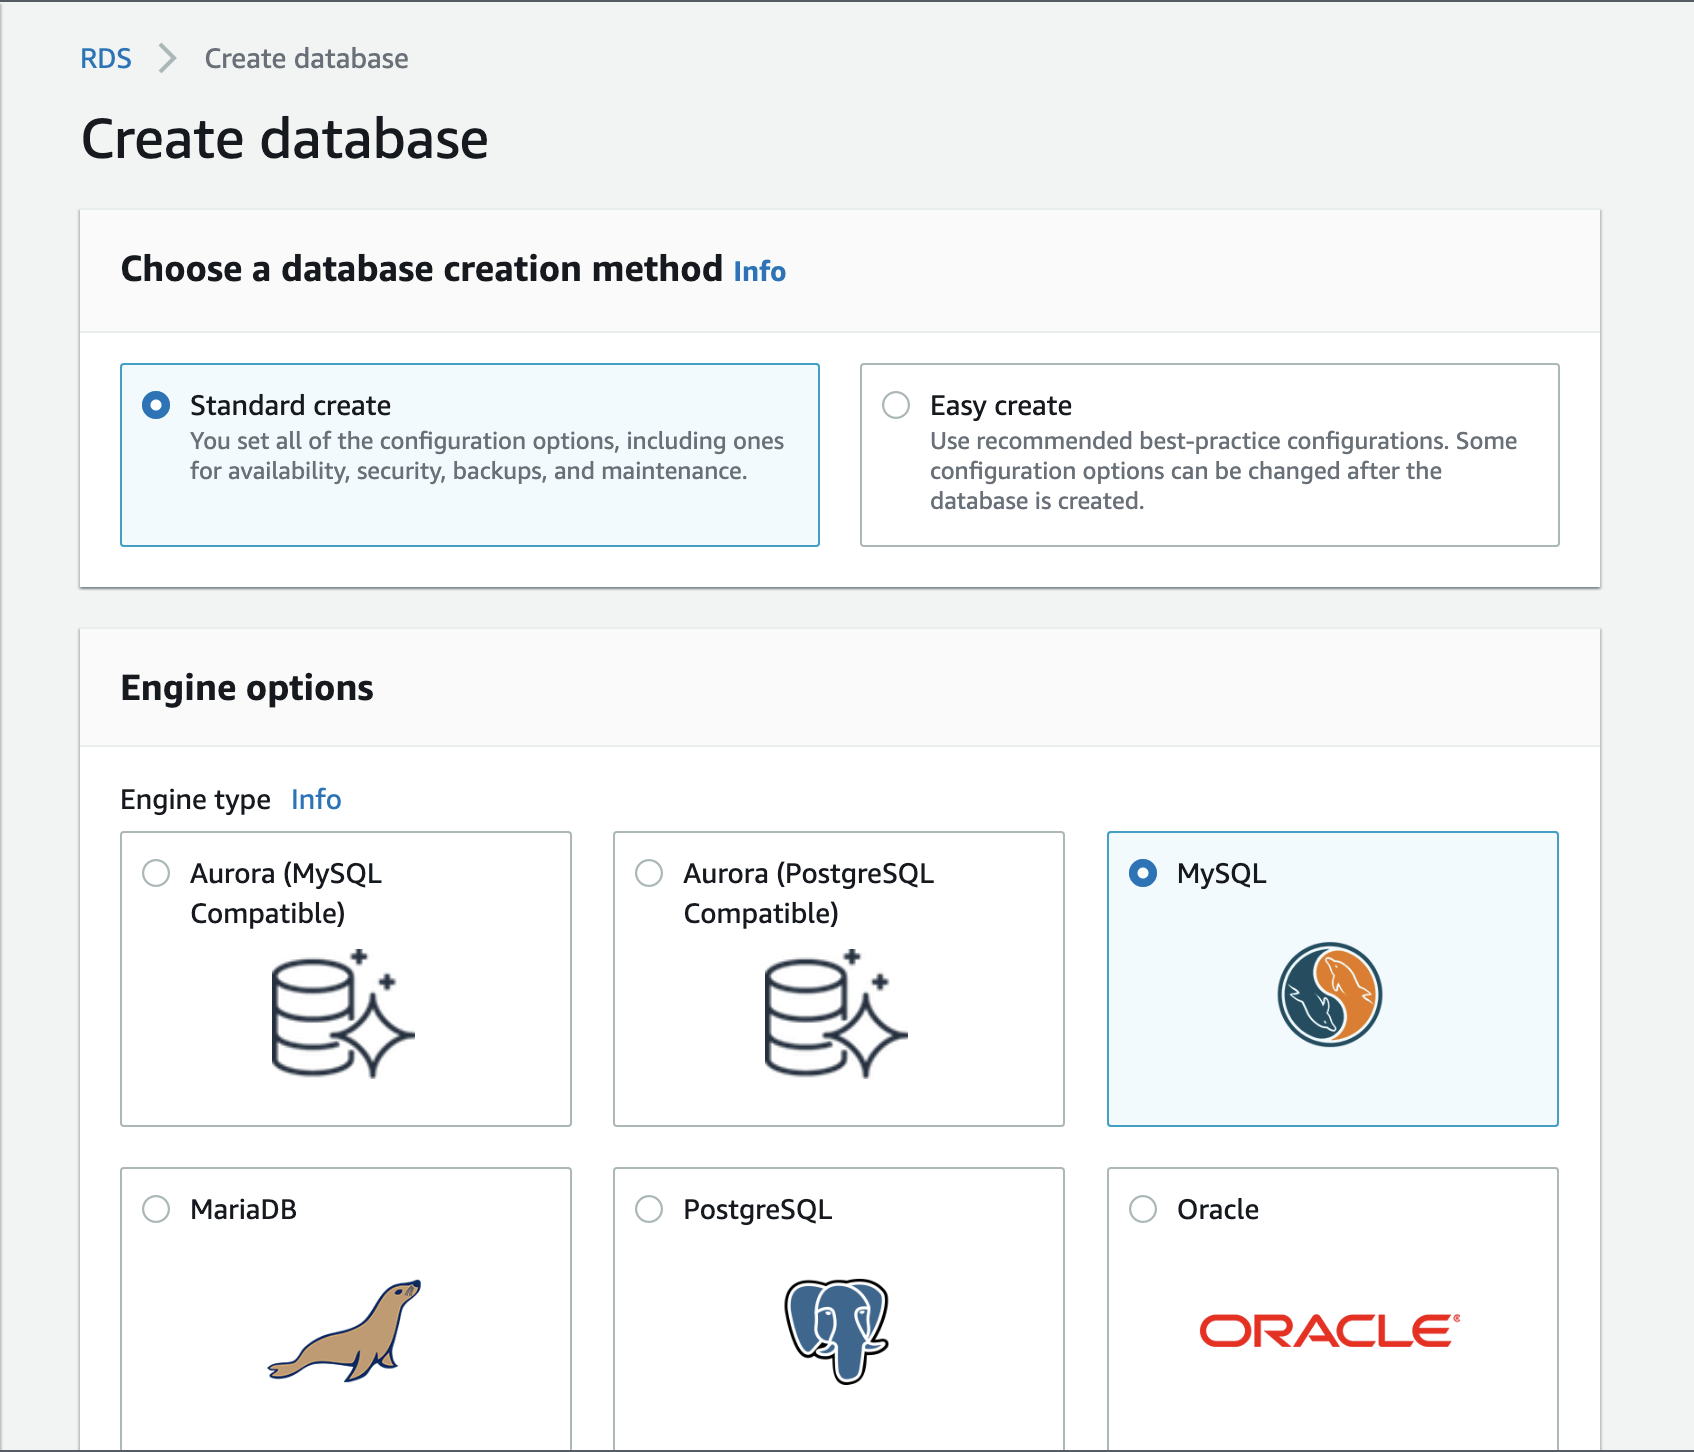 RDS
Create database
Create database
Choose a database creation method Info
Standard create
You set all of the configuration options, including ones
for availability, security, backups, and maintenance.
Easy create
Use recommended best-practice configurations. Some
configuration options can be changed after the
database is created.
Engine options
Engine type Info
Aurora (MySQL
Compatible)
Aurora (PostgreSQL
Compatible)
MySQL
MariaDB
PostgreSQL
Oracle
ORACLE®